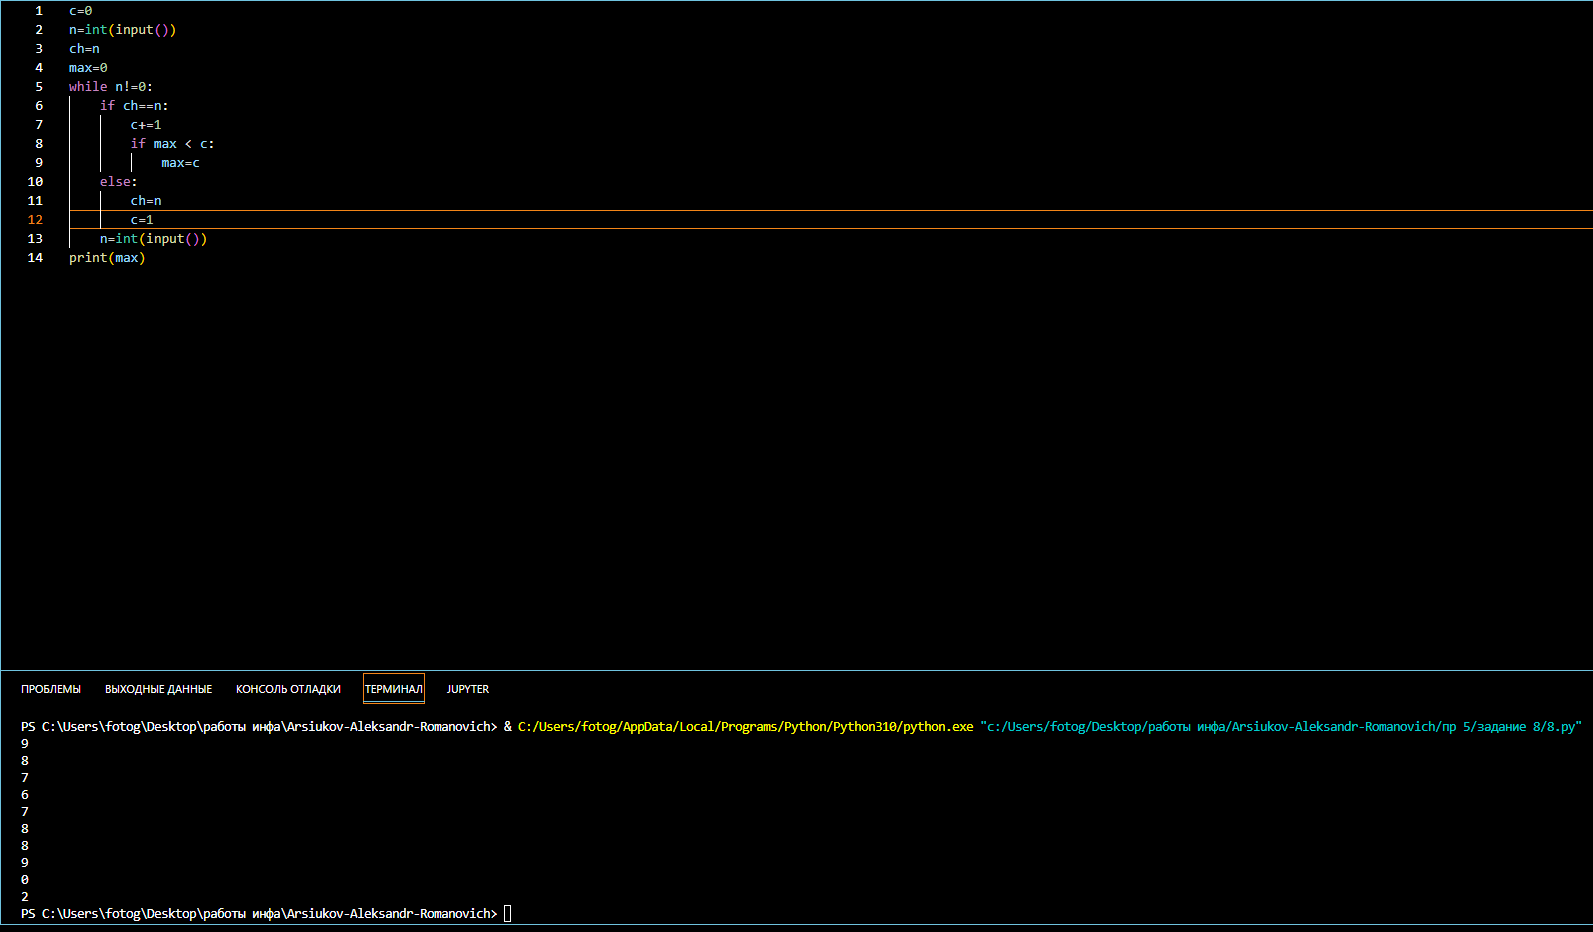 1 c=0
2 n=int(input())
3 ch=n
4 max=0
5 while n!=0:
6 if ch==n:
7 c+=1
8 if max < c:
9 max=c
10 else:
11 ch=n
12 c=1
13 n=int(input())
14 print(max)
ПРОБЛЕМЫ ВЫХОДНЫЕ ДАННЫЕ КОНСОЛЬ ОТЛАДКИ ТЕРМИНАЛ JUPYTER
PS C:\Users\fotog\Desktop\работы инфа\Arsiukov-Aleksandr-Romanovich> & C:/Users/fotog/AppData/Local/Programs/Python/Python310/python.exe "c:/Users/fotog/Desktop/работы инфа/Arsiukov-Aleksandr-Romanovich/пр 5/задание 8/8.py"
9
8
7
6
7
8
8
9
0
2
PS C:\Users\fotog\Desktop\работы инфа\Arsiukov-Aleksandr-Romanovich>